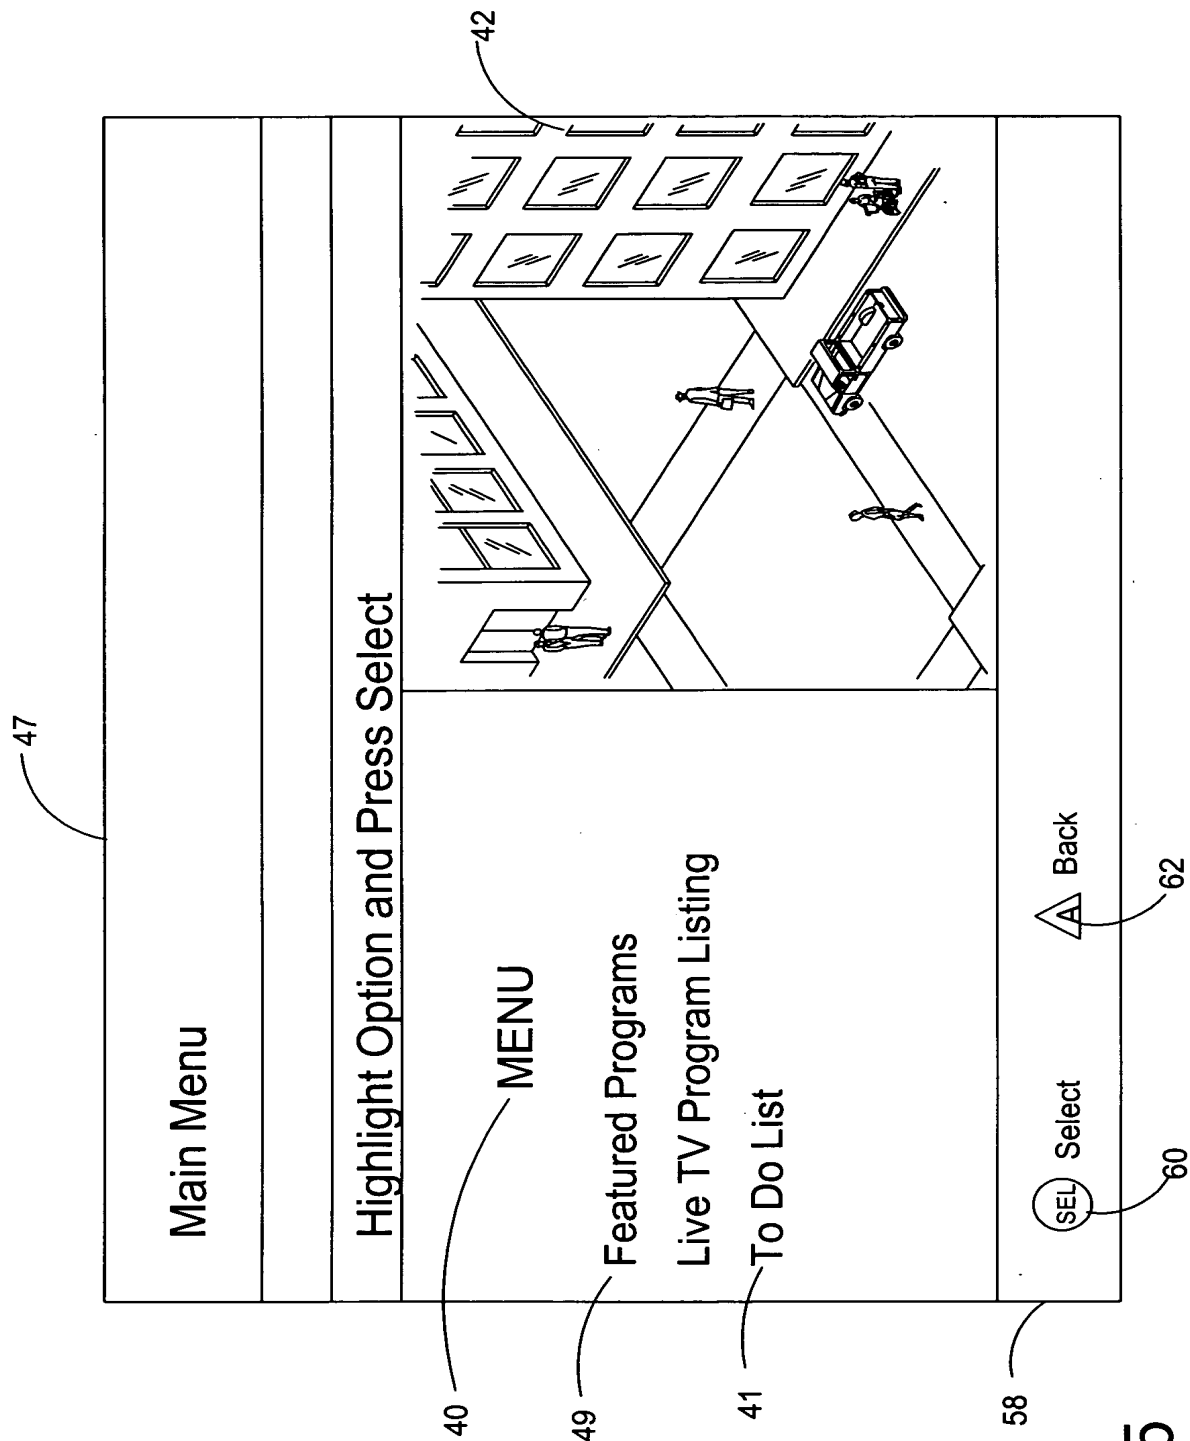 47
42
Main Menu
Highlight Option and Press Select
40
MENU
49
Featured Programs
Live TV Program Listing
41
To Do List
58
SEL Select
A Back
60
62
5